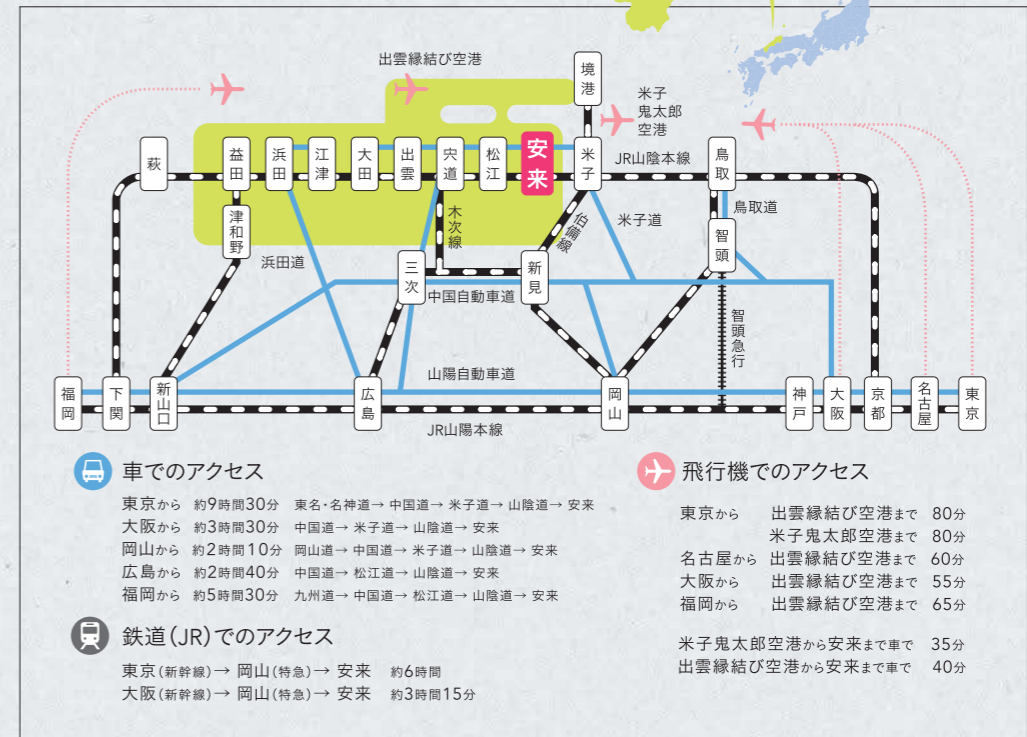 出雲縁結び空港
境港
米子
鬼太郎
空港
萩
益田
浜田
江津
大田
出雲
宍道
松江
安来
米子
JR山陰本線
鳥取
津和野
木次線
伯備線
米子道
鳥取道
智頭
浜田道
三次
新見
中国自動車道
智頭急行
山陽自動車道
福岡
下関
新山口
広島
岡山
神戸
大阪
京都
名古屋
東京
JR山陽本線
車でのアクセス
東京から 約9時間30分 東名・名神道→ 中国道→ 米子道→ 山陰道→ 安来
大阪から 約3時間30分 中国道→ 米子道→ 山陰道→ 安来
岡山から 約2時間10分 岡山道→ 中国道→ 米子道→ 山陰道→ 安来
広島から 約2時間40分 中国道→ 松江道→ 山陰道→ 安来
福岡から 約5時間30分 九州道→ 中国道→ 松江道→ 山陰道→ 安来
鉄道(JR)でのアクセス
東京(新幹線)→ 岡山(特急)→ 安来 約6時間
大阪(新幹線)→ 岡山(特急)→ 安来 約3時間15分
飛行機でのアクセス
東京から 出雲縁結び空港まで 80分
米子鬼太郎空港まで 80分
名古屋から 出雲縁結び空港まで 60分
大阪から 出雲縁結び空港まで 55分
福岡から 出雲縁結び空港まで 65分
米子鬼太郎空港から安来まで車で 35分
出雲縁結び空港から安来まで車で 40分